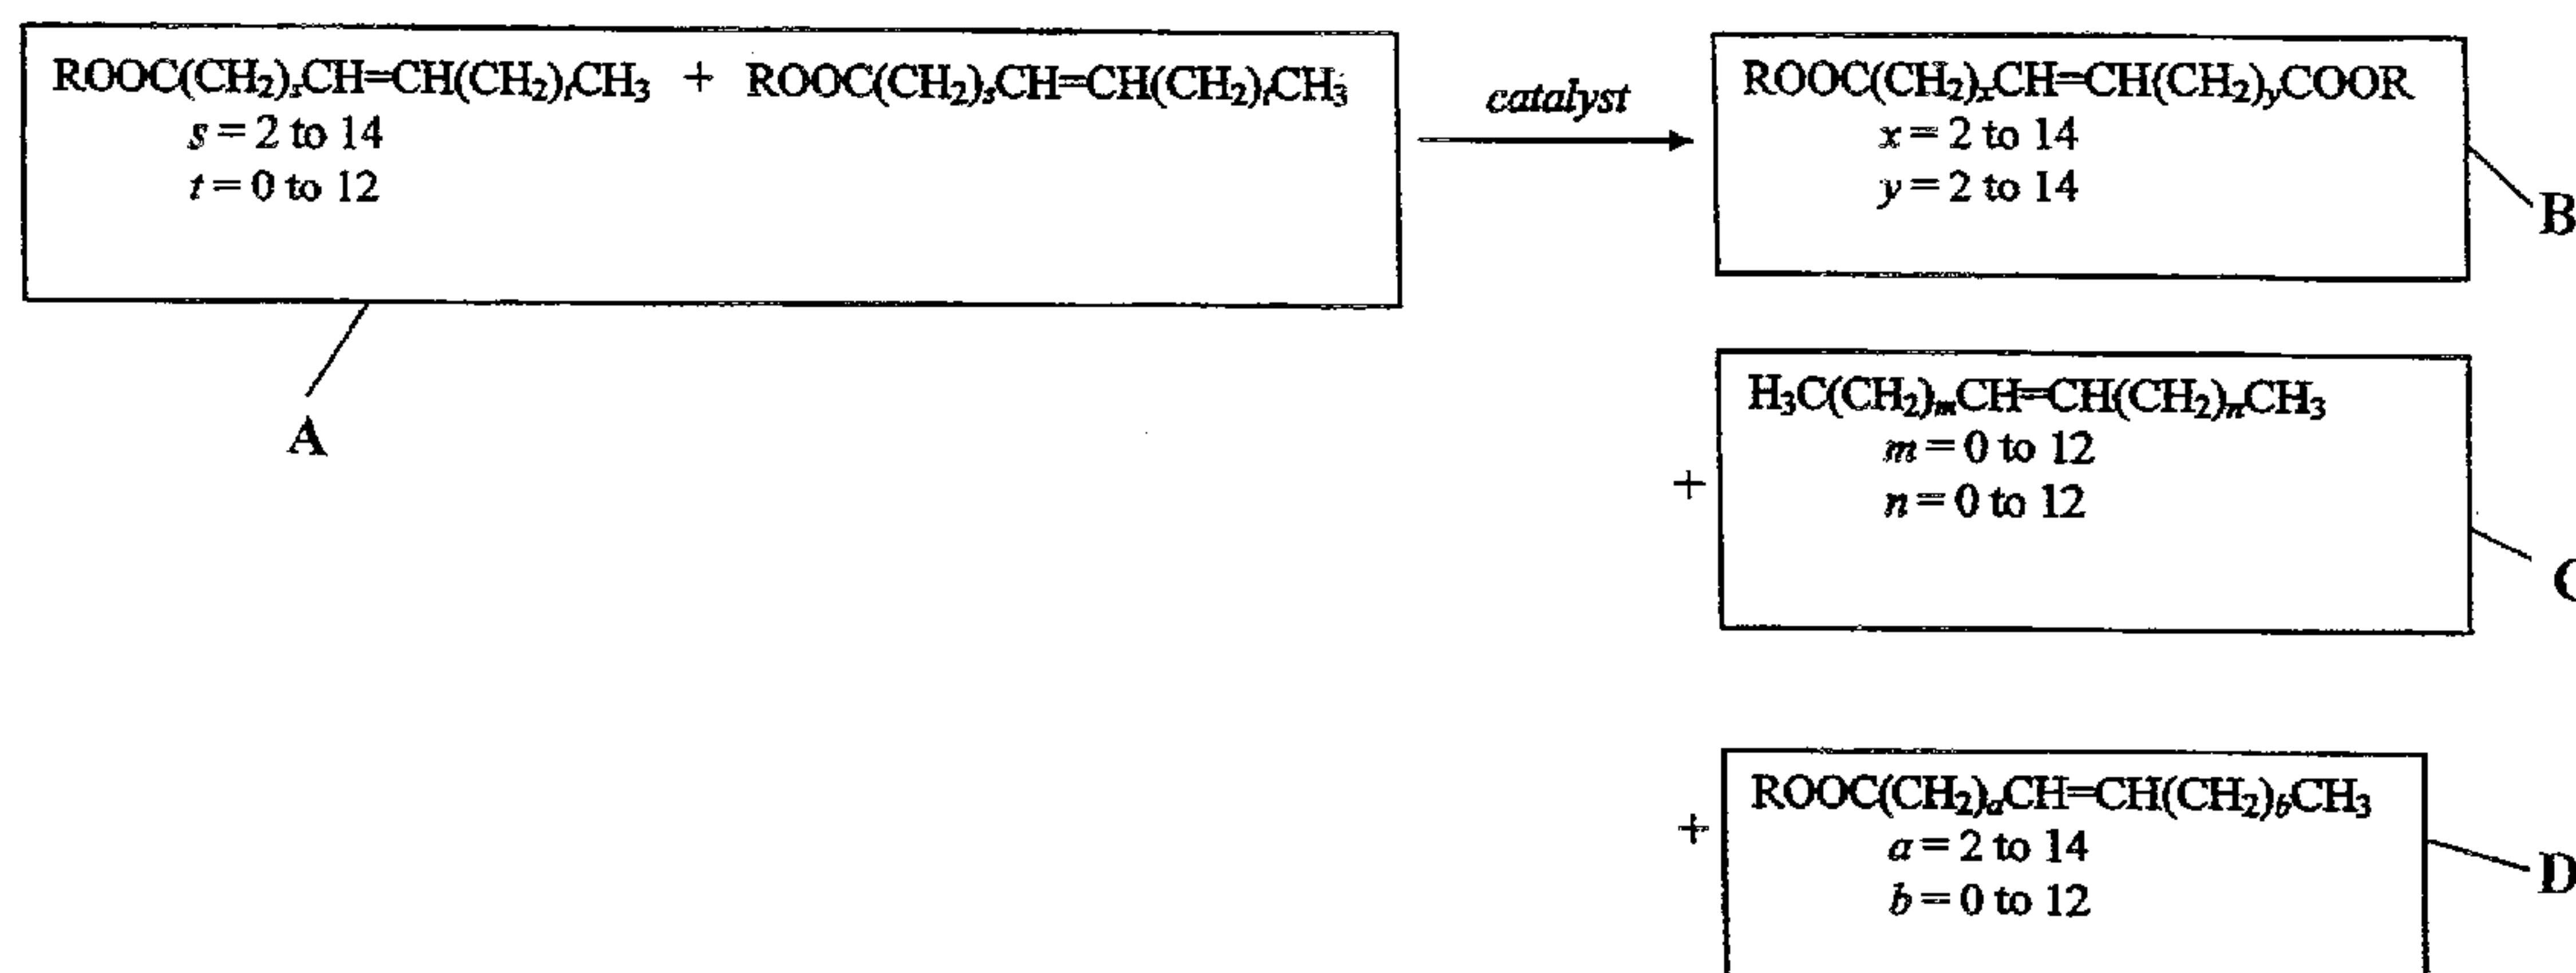 ROOC(CH₂)ₛCH=CH(CH₂)ₜCH₃ + ROOC(CH₂)ₛCH=CH(CH₂)ₜCH₃
s = 2 to 14
t = 0 to 12
A
catalyst
ROOC(CH₂)ₓCH=CH(CH₂)yCOOR
x = 2 to 14
y = 2 to 14
B
+
H₃C(CH₂)ₘCH=CH(CH₂)ₙCH₃
m = 0 to 12
n = 0 to 12
C
+
ROOC(CH₂)ₐCH=CH(CH₂)bCH₃
a = 2 to 14
b = 0 to 12
D